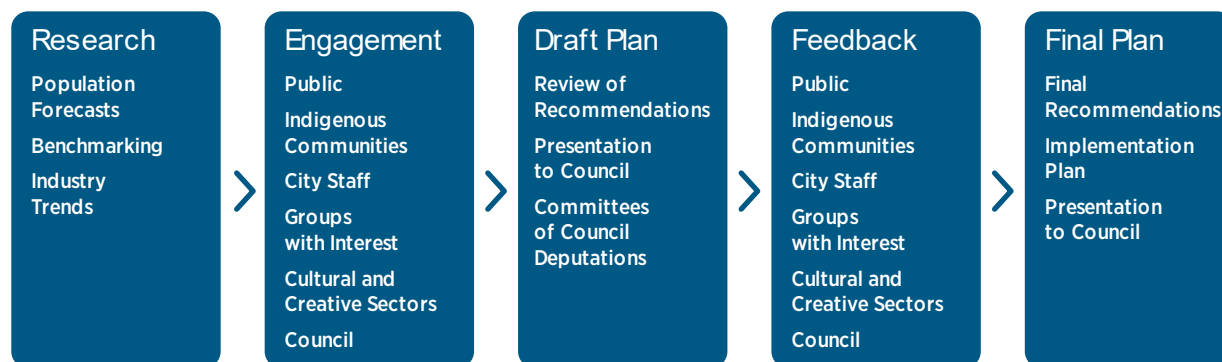 Research
Population
Forecasts
Benchmarking
Industry
Trends
Engagement
Public
Indigenous
Communities
City Staff
Groups
with Interest
Cultural and
Creative Sectors
Council
Draft Plan
Review of
Recommendations
Presentation
to Council
Committees
of Council
Deputations
Feedback
Public
Indigenous
Communities
City Staff
Groups
with Interest
Cultural and
Creative Sectors
Council
Final Plan
Final
Recommendations
Implementation
Plan
Presentation
to Council